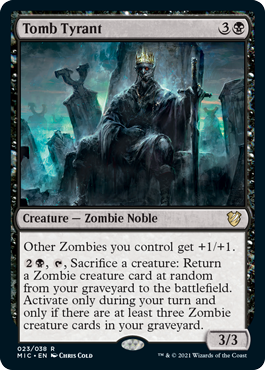 Tomb Tyrant 3
Creature — Zombie Noble
Other Zombies you control get +1/+1.
2, Sacrifice a creature: Return
a Zombie creature card at random
from your graveyard to the battlefield.
Activate only during your turn and
only if there are at least three Zombie
creature cards in your graveyard.
3/3
023/038 R
MIC • EN Chris Cold
™ & © 2021 Wizards of the Coast